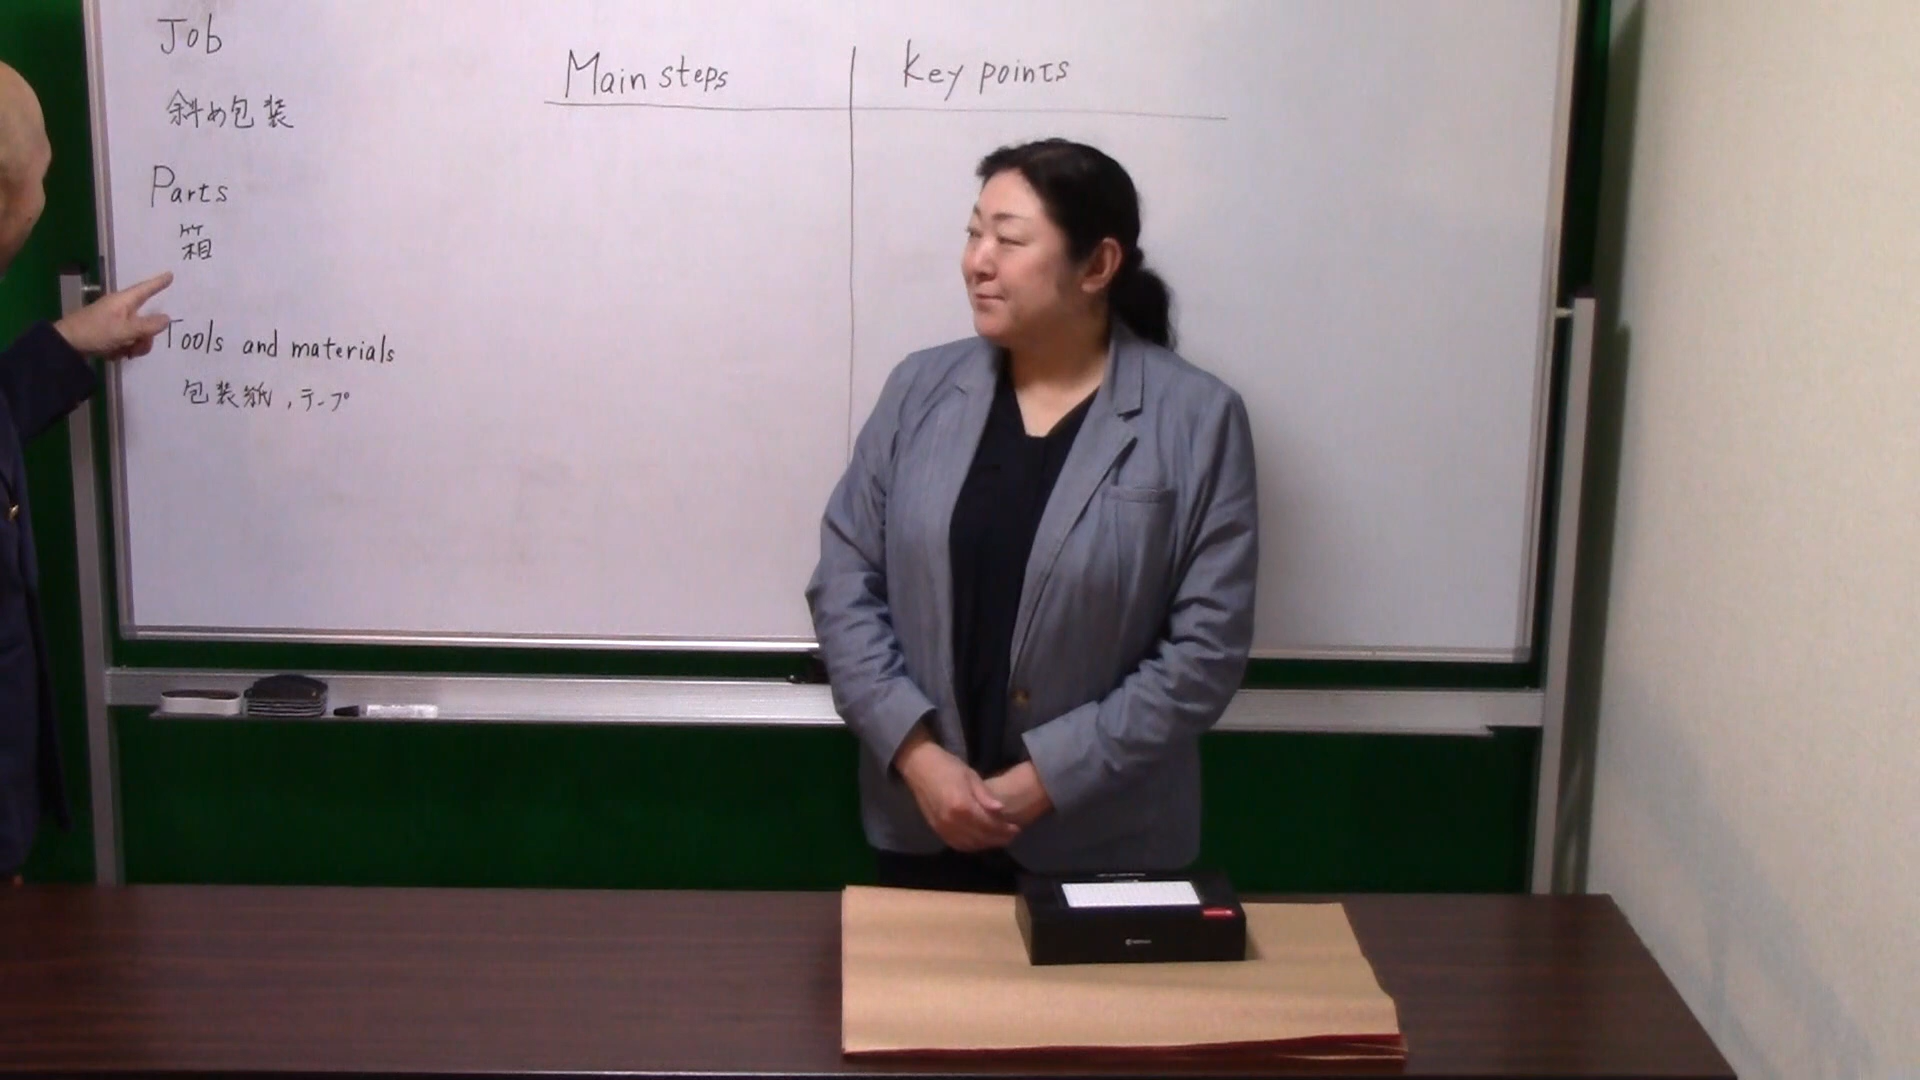 Job
斜め包装
Parts
箱
Tools and materials
包装紙,テープ
Main steps
Key points